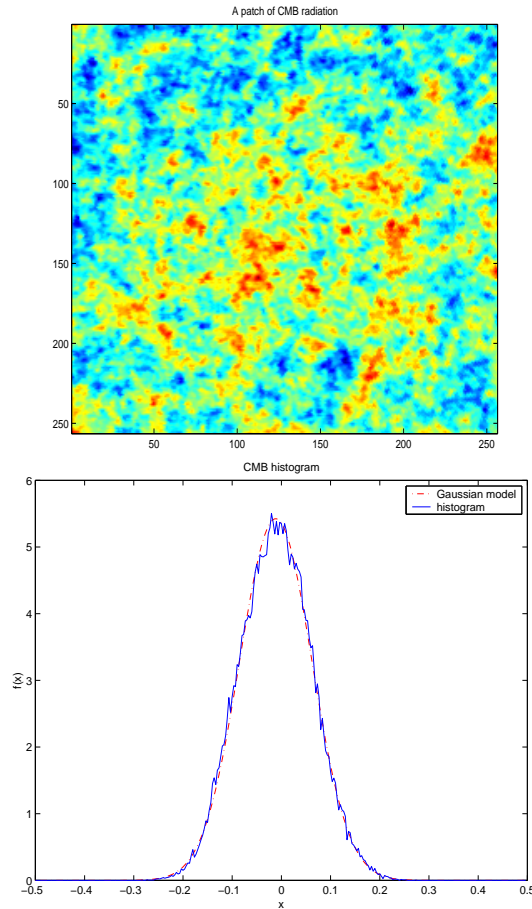 A patch of CMB radiation
50
100
150
200
250
50 100 150 200 250
CMB histogram
6
5
4
3
2
1
0
f(x)
Gaussian model
histogram
−0.5 −0.4 −0.3 −0.2 −0.1 0 0.1 0.2 0.3 0.4 0.5
x